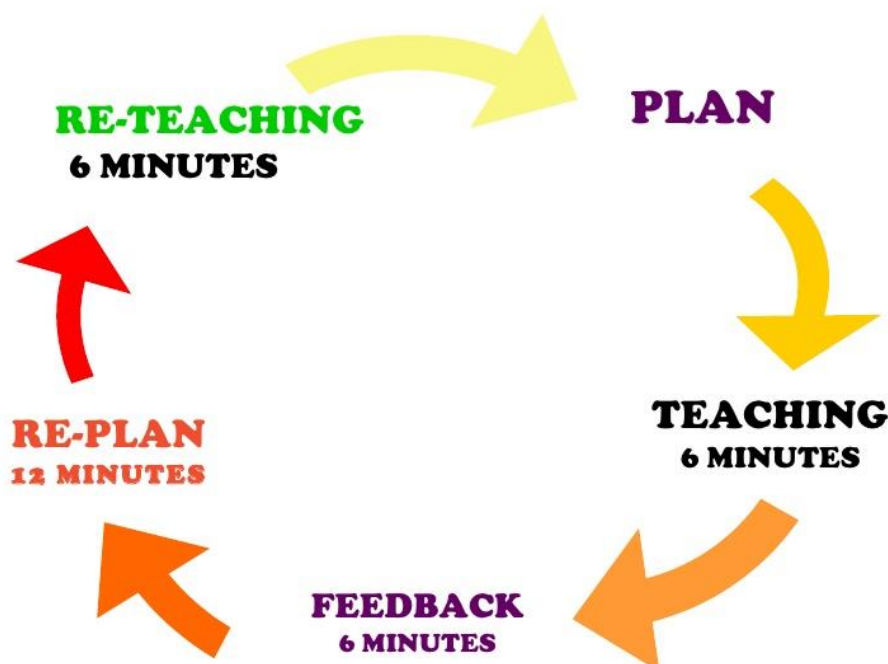 PLAN
TEACHING
6 MINUTES
FEEDBACK
6 MINUTES
RE-PLAN
12 MINUTES
RE-TEACHING
6 MINUTES